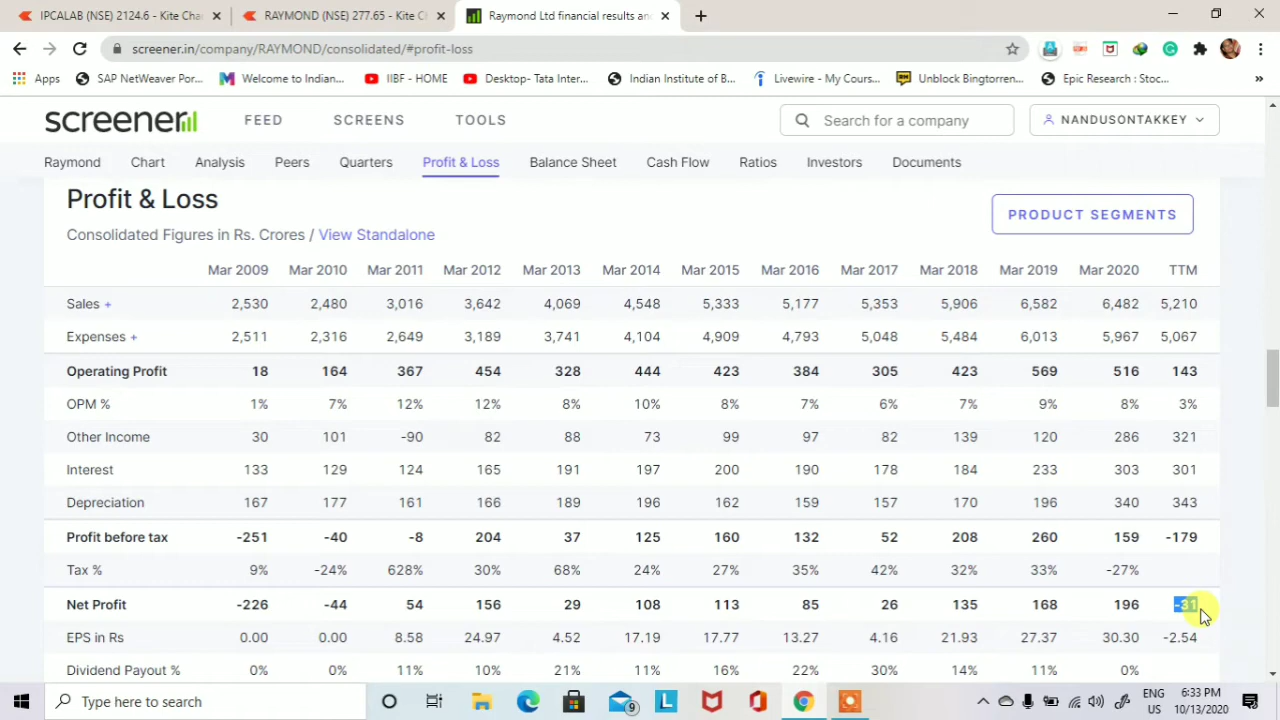 IPCALAB (NSE) 2124.6 - Kite Cha
RAYMOND (NSE) 277.65 - Kite C
Raymond Ltd financial results an
screener.in/company/RAYMOND/consolidated/#profit-loss
Apps SAP NetWeaver Por... Welcome to Indian... IIBF - HOME Desktop- Tata Inter... Indian Institute of B... Livewire - My Cours... Unblock Bingtorren... Epic Research : Stoc... »
screener FEED SCREENS TOOLS Search for a company NANDUSONTAKKEY
Raymond Chart Analysis Peers Quarters Profit & Loss Balance Sheet Cash Flow Ratios Investors Documents
Profit & Loss
PRODUCT SEGMENTS
Consolidated Figures in Rs. Crores / View Standalone
Mar 2009 Mar 2010 Mar 2011 Mar 2012 Mar 2013 Mar 2014 Mar 2015 Mar 2016 Mar 2017 Mar 2018 Mar 2019 Mar 2020 TTM
Sales + 2,530 2,480 3,016 3,642 4,069 4,548 5,333 5,177 5,353 5,906 6,582 6,482 5,210
Expenses + 2,511 2,316 2,649 3,189 3,741 4,104 4,909 4,793 5,048 5,484 6,013 5,967 5,067
Operating Profit 18 164 367 454 328 444 423 384 305 423 569 516 143
OPM % 1% 7% 12% 12% 8% 10% 8% 7% 6% 7% 9% 8% 3%
Other Income 30 101 -90 82 88 73 99 97 82 139 120 286 321
Interest 133 129 124 165 191 197 200 190 178 184 233 303 301
Depreciation 167 177 161 166 189 196 162 159 157 170 196 340 343
Profit before tax -251 -40 -8 204 37 125 160 132 52 208 260 159 -179
Tax % 9% -24% 628% 30% 68% 24% 27% 35% 42% 32% 33% -27%
Net Profit -226 -44 54 156 29 108 113 85 26 135 168 196 -31
EPS in Rs 0.00 0.00 8.58 24.97 4.52 17.19 17.77 13.27 4.16 21.93 27.37 30.30 -2.54
Dividend Payout % 0% 0% 11% 10% 21% 11% 16% 22% 30% 14% 11% 0%
Type here to search
9
L
ENG
US
6:33 PM
10/13/2020